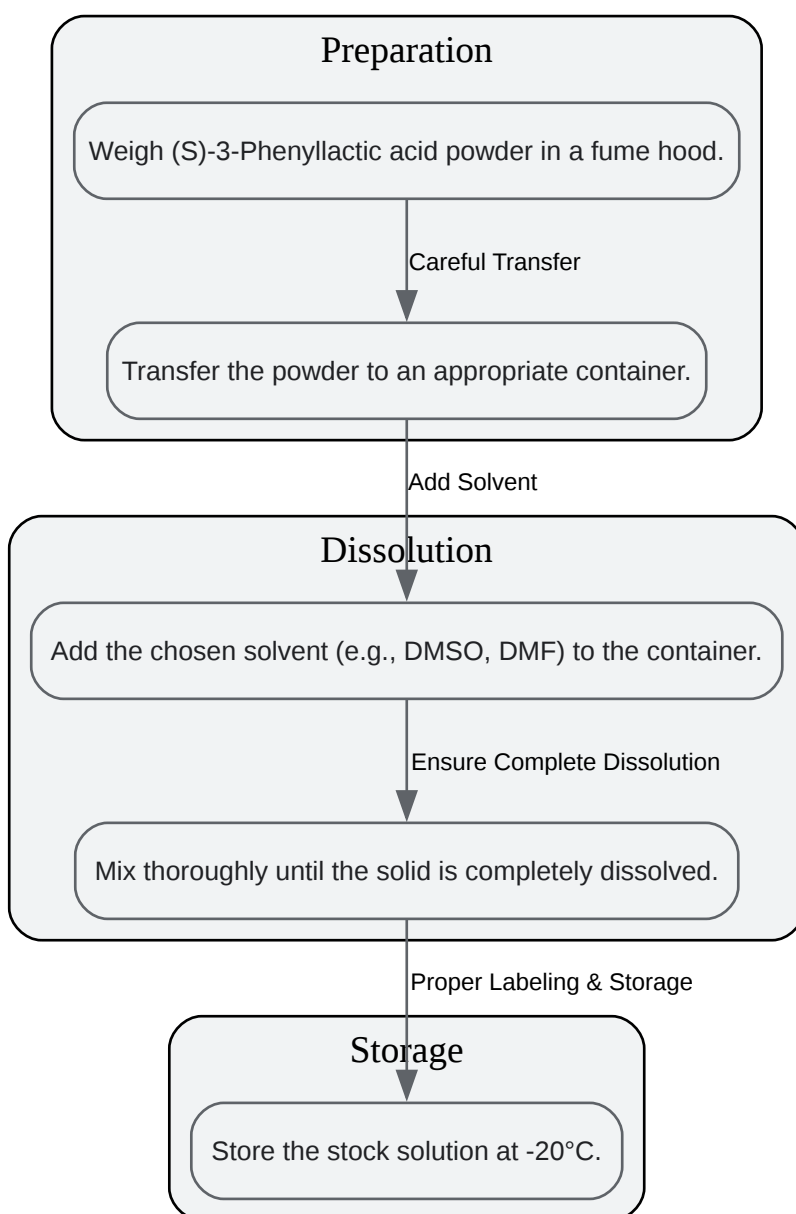 Preparation
Weigh (S)-3-Phenyllactic acid powder in a fume hood.
Careful Transfer
Transfer the powder to an appropriate container.
Add Solvent
Dissolution
Add the chosen solvent (e.g., DMSO, DMF) to the container.
Ensure Complete Dissolution
Mix thoroughly until the solid is completely dissolved.
Proper Labeling & Storage
Storage
Store the stock solution at -20°C.